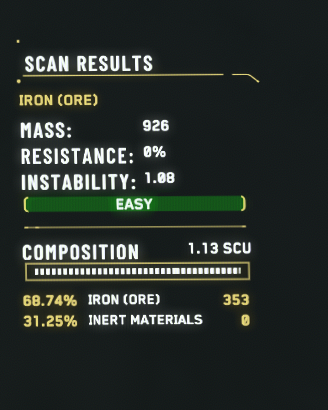 SCAN RESULTS
IRON (ORE)
MASS: 926
RESISTANCE: 0%
INSTABILITY: 1.08
EASY
COMPOSITION 1.13 SCU
68.74% IRON (ORE) 353
31.25% INERT MATERIALS 0